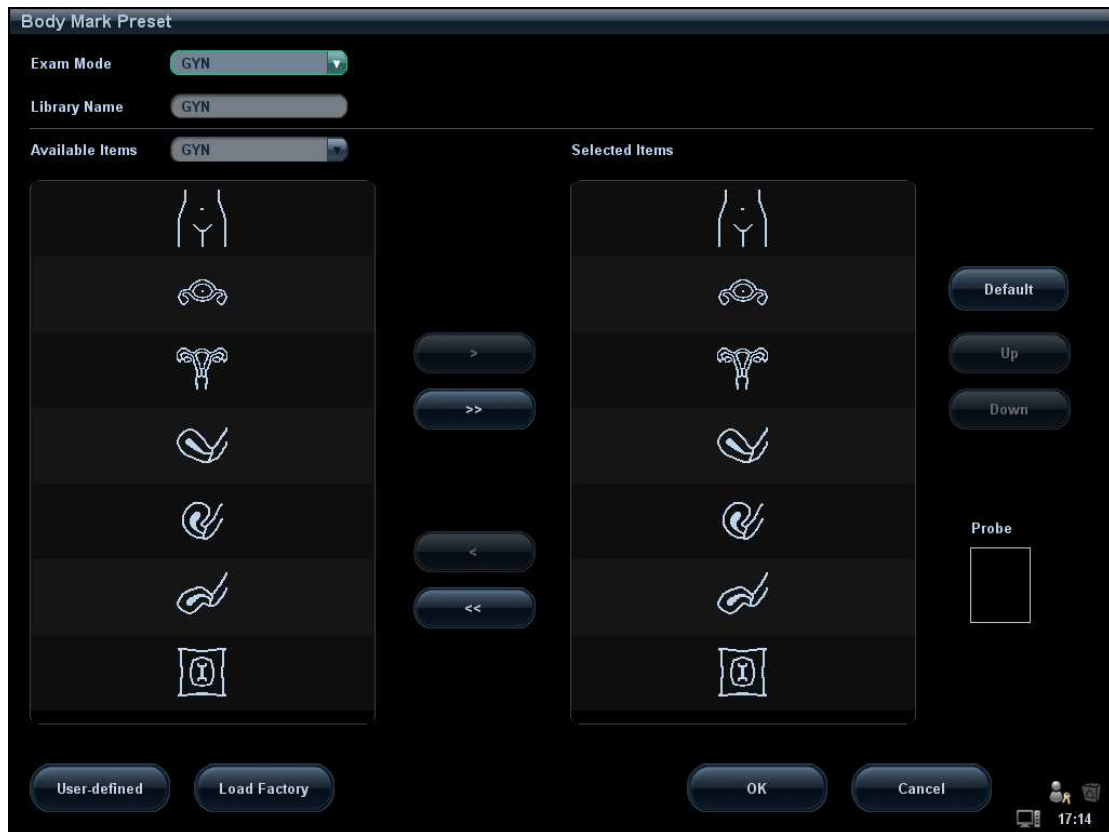 Body Mark Preset
Exam Mode GYN
Library Name GYN
Available Items GYN Selected Items
Default
> Up
>> Down
Probe
<
<<
User-defined Load Factory OK Cancel
17:14